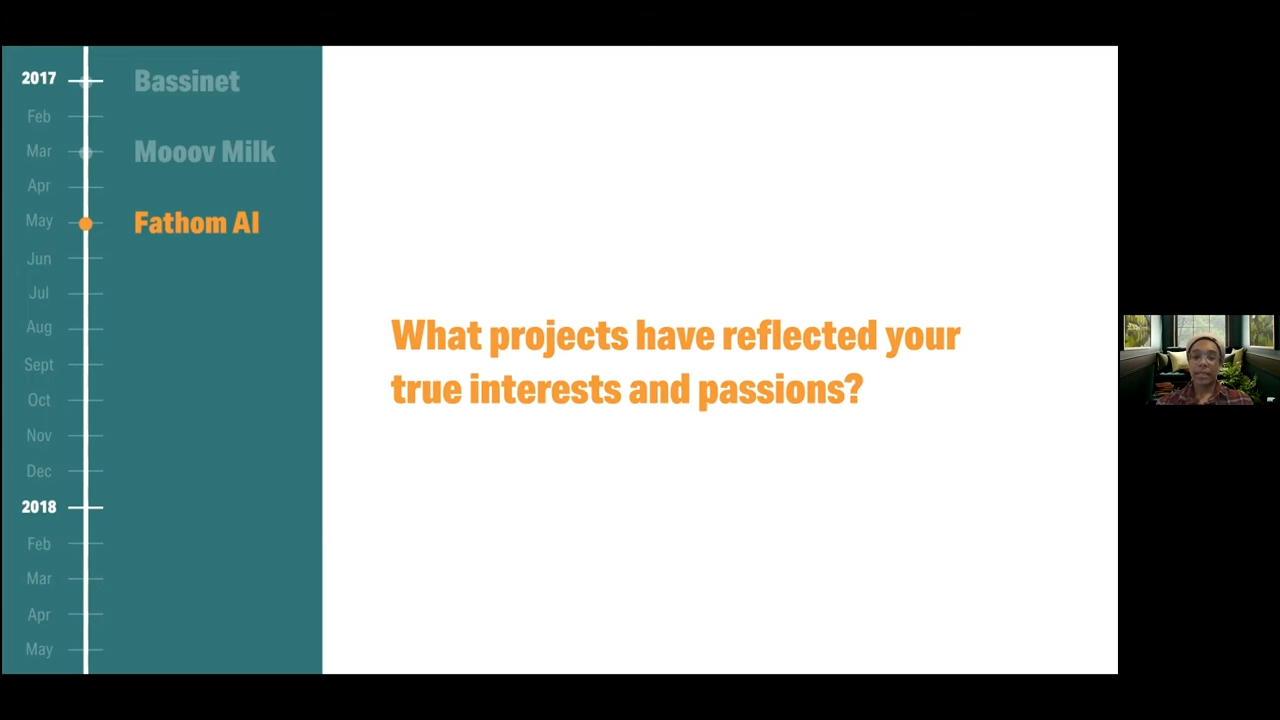 2017
Bassinet
Feb
Mar
Mooov Milk
Apr
May
Fathom AI
Jun
Jul
Aug
Sept
Oct
Nov
Dec
2018
Feb
Mar
Apr
May
What projects have reflected your
true interests and passions?